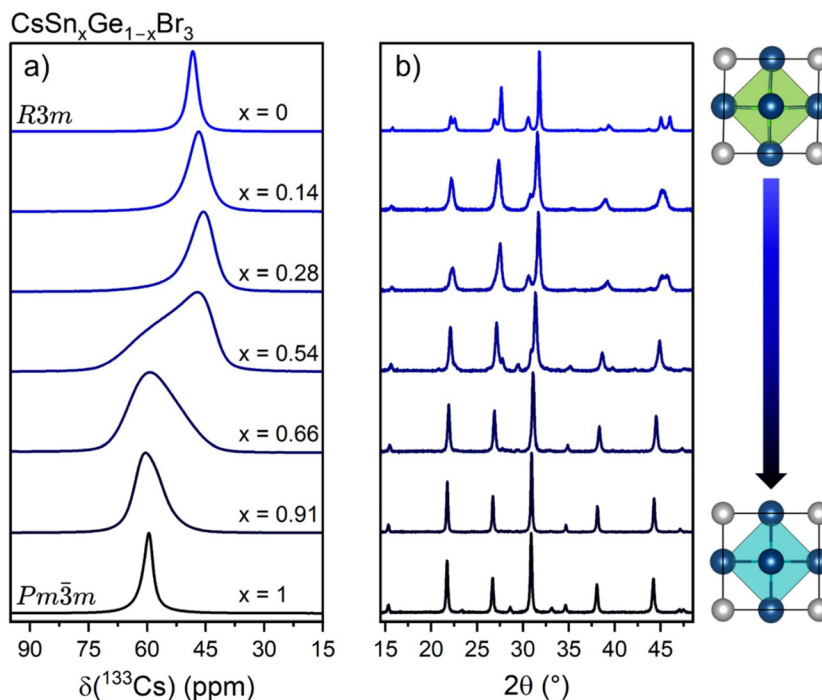 CsSnₓGe₁₋ₓBr₃
a)
b)
R3m
x = 0
x = 0.14
x = 0.28
x = 0.54
x = 0.66
x = 0.91
Pm3̄m
x = 1
90 75 60 45 30 15
15 20 25 30 35 40 45
δ(¹³³Cs) (ppm)
2θ (°)